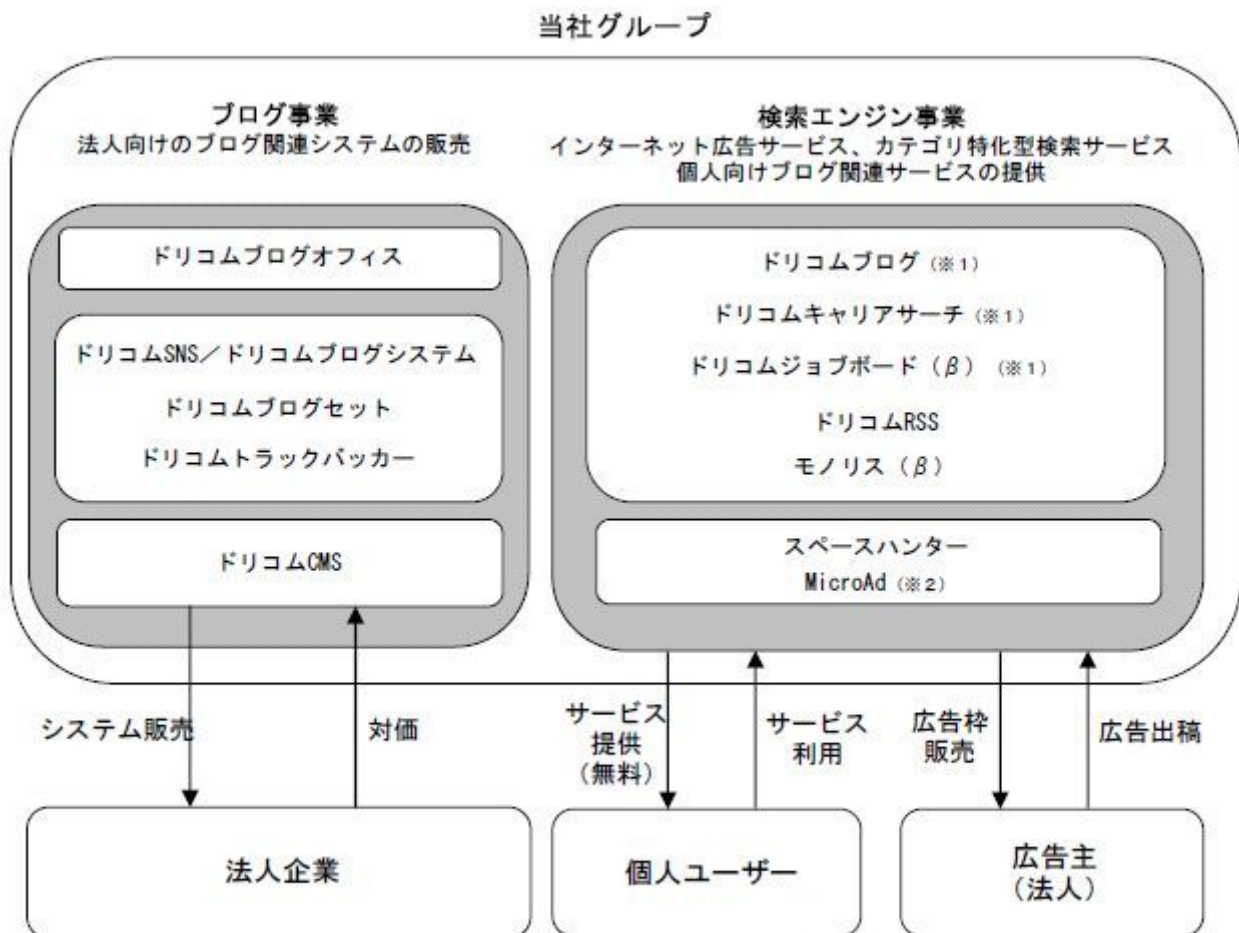 当社グループ
ブログ事業
法人向けのブログ関連システムの販売
ドリコムブログオフィス
ドリコムSNS／ドリコムブログシステム
ドリコムブログセット
ドリコムトラックバッカー
ドリコムCMS
検索エンジン事業
インターネット広告サービス、カテゴリ特化型検索サービス
個人向けブログ関連サービスの提供
ドリコムブログ（※１）
ドリコムキャリアサーチ（※１）
ドリコムジョブボード（β）（※１）
ドリコムRSS
モノリス（β）
スペースハンター
MicroAd（※２）
システム販売
対価
サービス
提供
（無料）
サービス
利用
広告枠
販売
広告出稿
法人企業
個人ユーザー
広告主
（法人）